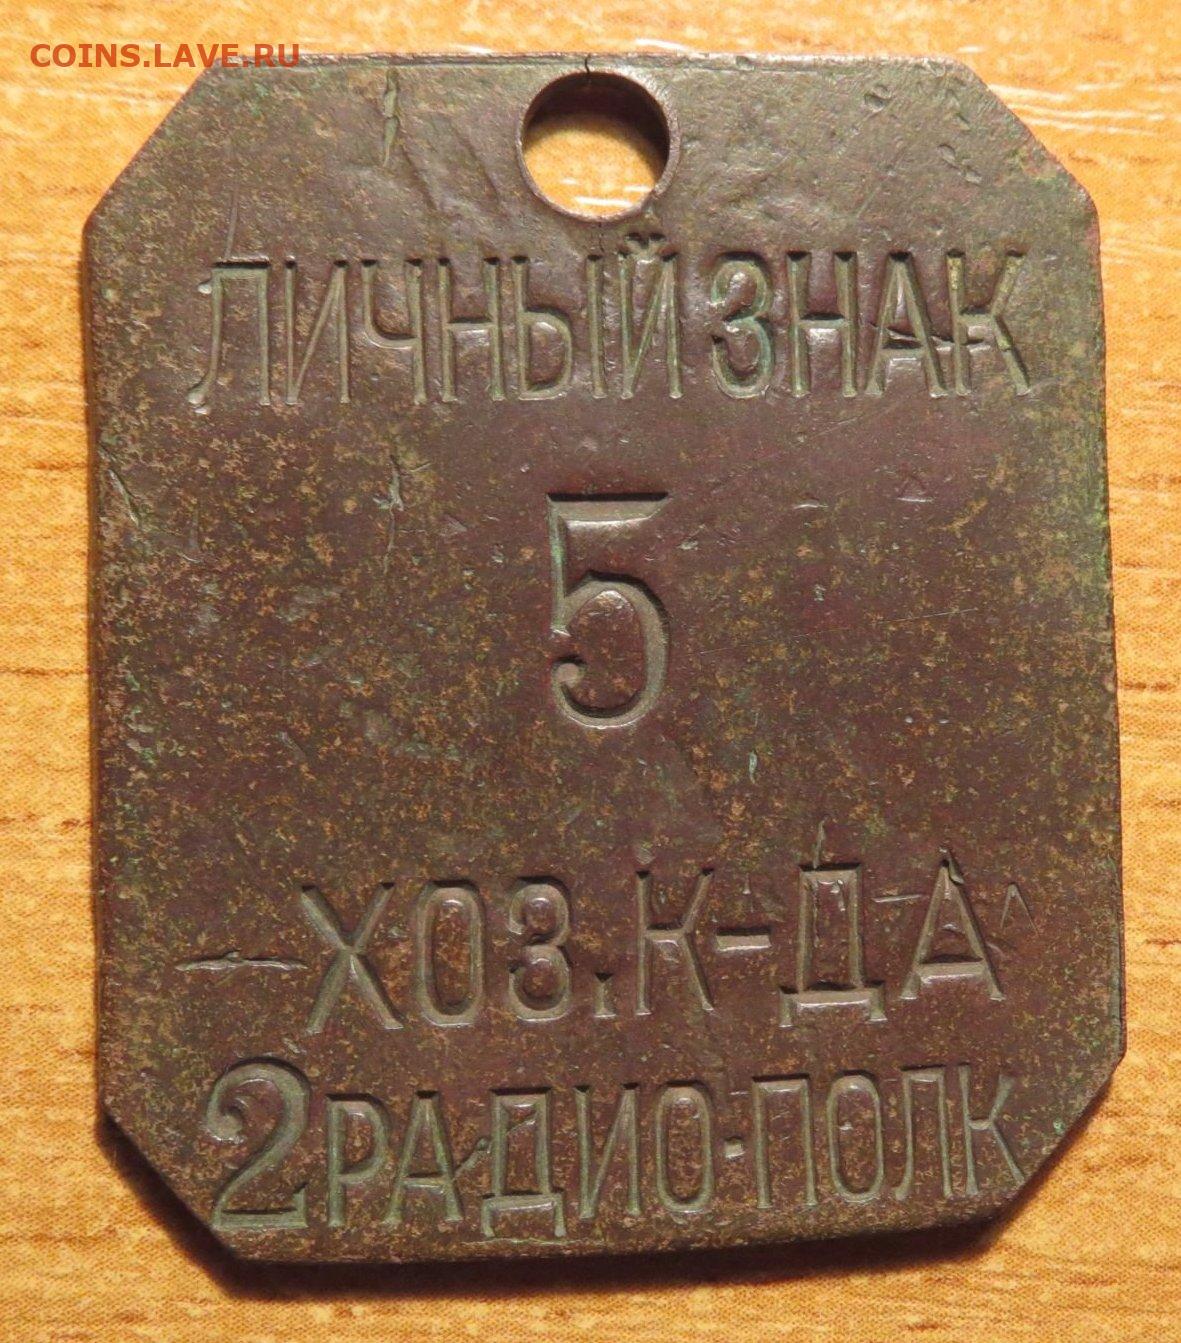 COINS.LAVE.RU
ЛИЧНЫЙ ЗНАК
5
ХОЗ. К-ДА
2 РАДИО-ПОЛК